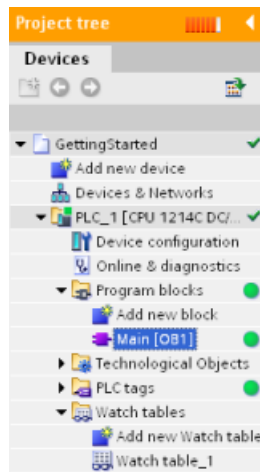 Project tree
Devices
GettingStarted
Add new device
Devices & Networks
PLC_1 [CPU 1214C DC/...
Device configuration
Online & diagnostics
Program blocks
Add new block
Main [OB1]
Technological Objects
PLC tags
Watch tables
Add new Watch table
Watch table_1